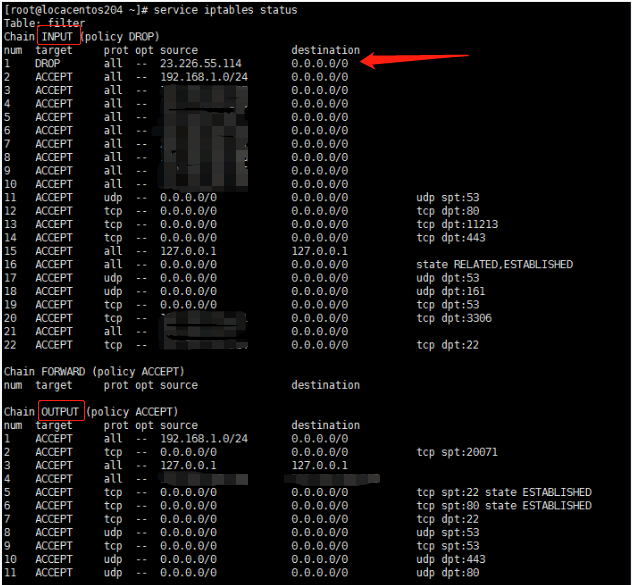 [root@locacentos204 ~]# service iptables status
Table: filter
Chain INPUT (policy DROP)
num target prot opt source destination
1 DROP all -- 23.226.55.114 0.0.0.0/0
2 ACCEPT all -- 192.168.1.0/24 0.0.0.0/0
3 ACCEPT all -- 0.0.0.0/0
4 ACCEPT all -- 0.0.0.0/0
5 ACCEPT all -- 0.0.0.0/0
6 ACCEPT all -- 0.0.0.0/0
7 ACCEPT all -- 0.0.0.0/0
8 ACCEPT all -- 0.0.0.0/0
9 ACCEPT all -- 0.0.0.0/0
10 ACCEPT all -- 0.0.0.0/0
11 ACCEPT udp -- 0.0.0.0/0 0.0.0.0/0 udp spt:53
12 ACCEPT tcp -- 0.0.0.0/0 0.0.0.0/0 tcp dpt:80
13 ACCEPT tcp -- 0.0.0.0/0 0.0.0.0/0 tcp dpt:11213
14 ACCEPT tcp -- 0.0.0.0/0 0.0.0.0/0 tcp dpt:443
15 ACCEPT all -- 127.0.0.1 127.0.0.1
16 ACCEPT all -- 0.0.0.0/0 0.0.0.0/0 state RELATED,ESTABLISHED
17 ACCEPT udp -- 0.0.0.0/0 0.0.0.0/0 udp dpt:53
18 ACCEPT udp -- 0.0.0.0/0 0.0.0.0/0 udp dpt:161
19 ACCEPT tcp -- 0.0.0.0/0 0.0.0.0/0 tcp dpt:53
20 ACCEPT tcp -- 0.0.0.0/0 tcp dpt:3306
21 ACCEPT all -- 0.0.0.0/0
22 ACCEPT tcp -- 0.0.0.0/0 tcp dpt:22
Chain FORWARD (policy ACCEPT)
num target prot opt source destination
Chain OUTPUT (policy ACCEPT)
num target prot opt source destination
1 ACCEPT all -- 192.168.1.0/24 0.0.0.0/0
2 ACCEPT tcp -- 0.0.0.0/0 0.0.0.0/0 tcp spt:20071
3 ACCEPT all -- 127.0.0.1 127.0.0.1
4 ACCEPT all --
5 ACCEPT tcp -- 0.0.0.0/0 0.0.0.0/0 tcp spt:22 state ESTABLISHED
6 ACCEPT tcp -- 0.0.0.0/0 0.0.0.0/0 tcp spt:80 state ESTABLISHED
7 ACCEPT tcp -- 0.0.0.0/0 0.0.0.0/0 tcp dpt:22
8 ACCEPT udp -- 0.0.0.0/0 0.0.0.0/0 udp spt:53
9 ACCEPT tcp -- 0.0.0.0/0 0.0.0.0/0 tcp spt:53
10 ACCEPT udp -- 0.0.0.0/0 0.0.0.0/0 udp dpt:443
11 ACCEPT udp -- 0.0.0.0/0 0.0.0.0/0 udp dpt:80